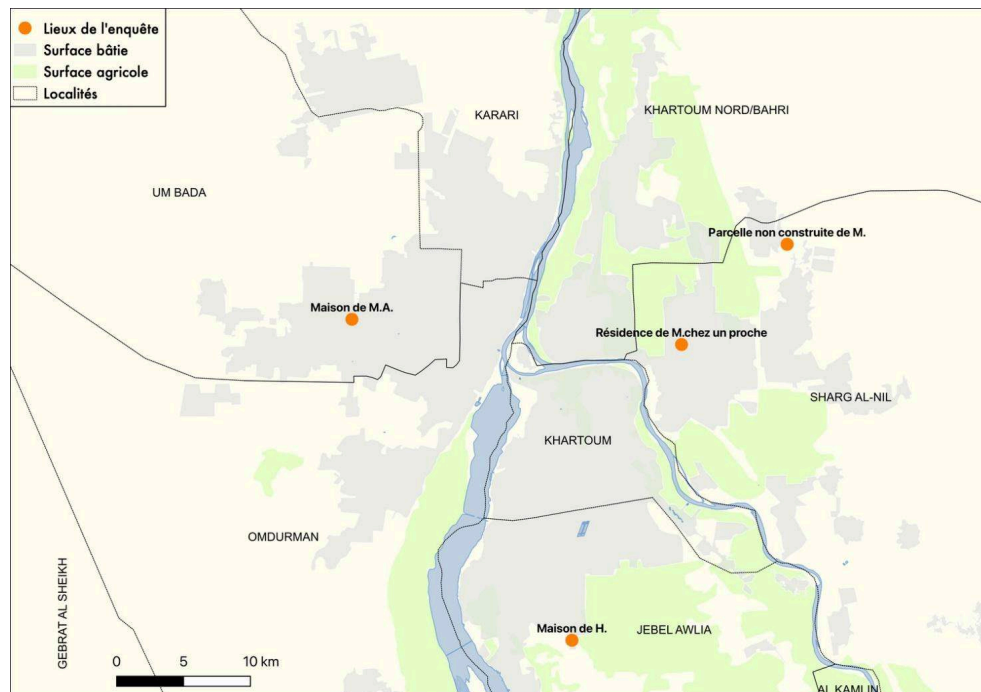 Lieux de l'enquête
Surface bâtie
Surface agricole
Localités
KARARI
KHARTOUM NORD/BAHRI
UM BADA
Parcelle non construite de M.
Maison de M.A.
Résidence de M.chez un proche
SHARG AL-NIL
KHARTOUM
OMDURMAN
GEBRAT AL SHEIKH
Maison de H.
JEBEL AWLIA
0 5 10 km
AL KAMLIN